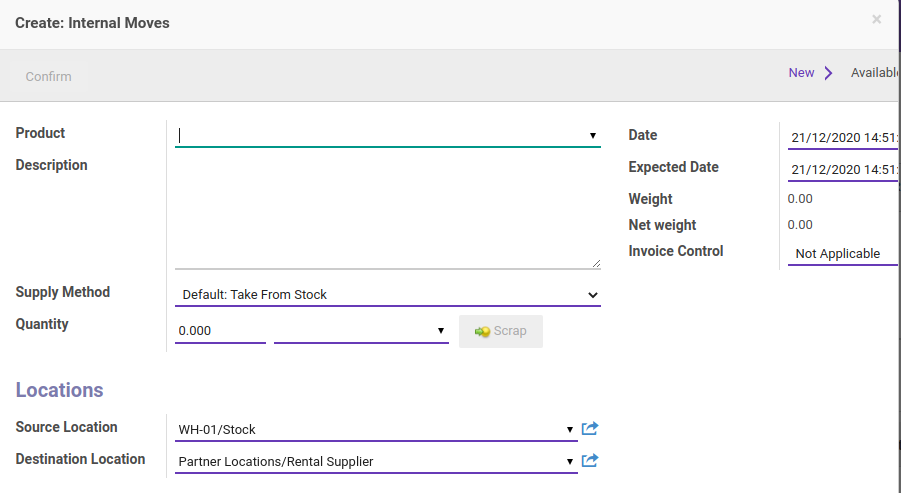 Create: Internal Moves
×
Confirm
New
Available
Product
Description
Supply Method
Default: Take From Stock
Quantity
0.000
Scrap
Date
21/12/2020 14:51:
Expected Date
21/12/2020 14:51:
Weight
0.00
Net weight
0.00
Invoice Control
Not Applicable
Locations
Source Location
WH-01/Stock
Destination Location
Partner Locations/Rental Supplier